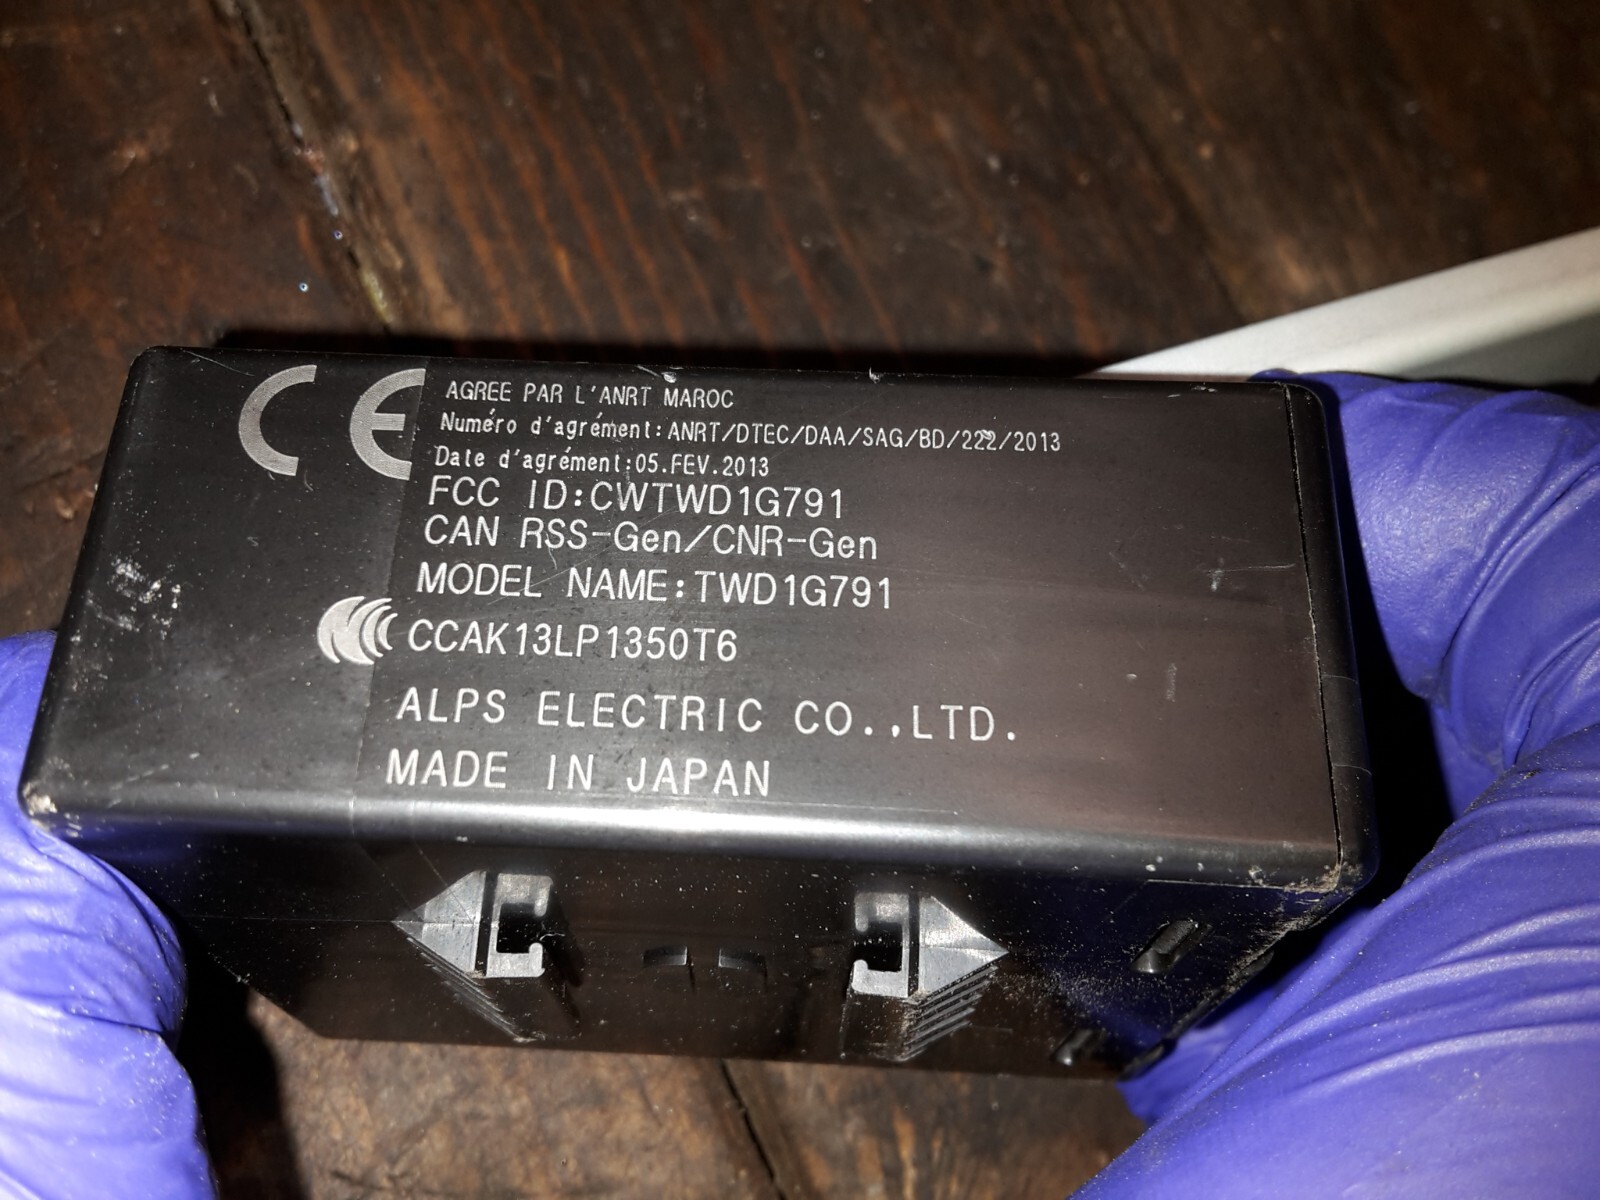 CE
AGREE PAR L'ANRT MAROC
Numéro d'agrément:ANRT/DTEC/DAA/SAG/BD/222/2013
Date d'agrément:05.FEV.2013
FCC ID:CWTWD1G791
CAN RSS-Gen/CNR-Gen
MODEL NAME:TWD1G791
CCAK13LP1350T6
ALPS ELECTRIC CO.,LTD.
MADE IN JAPAN